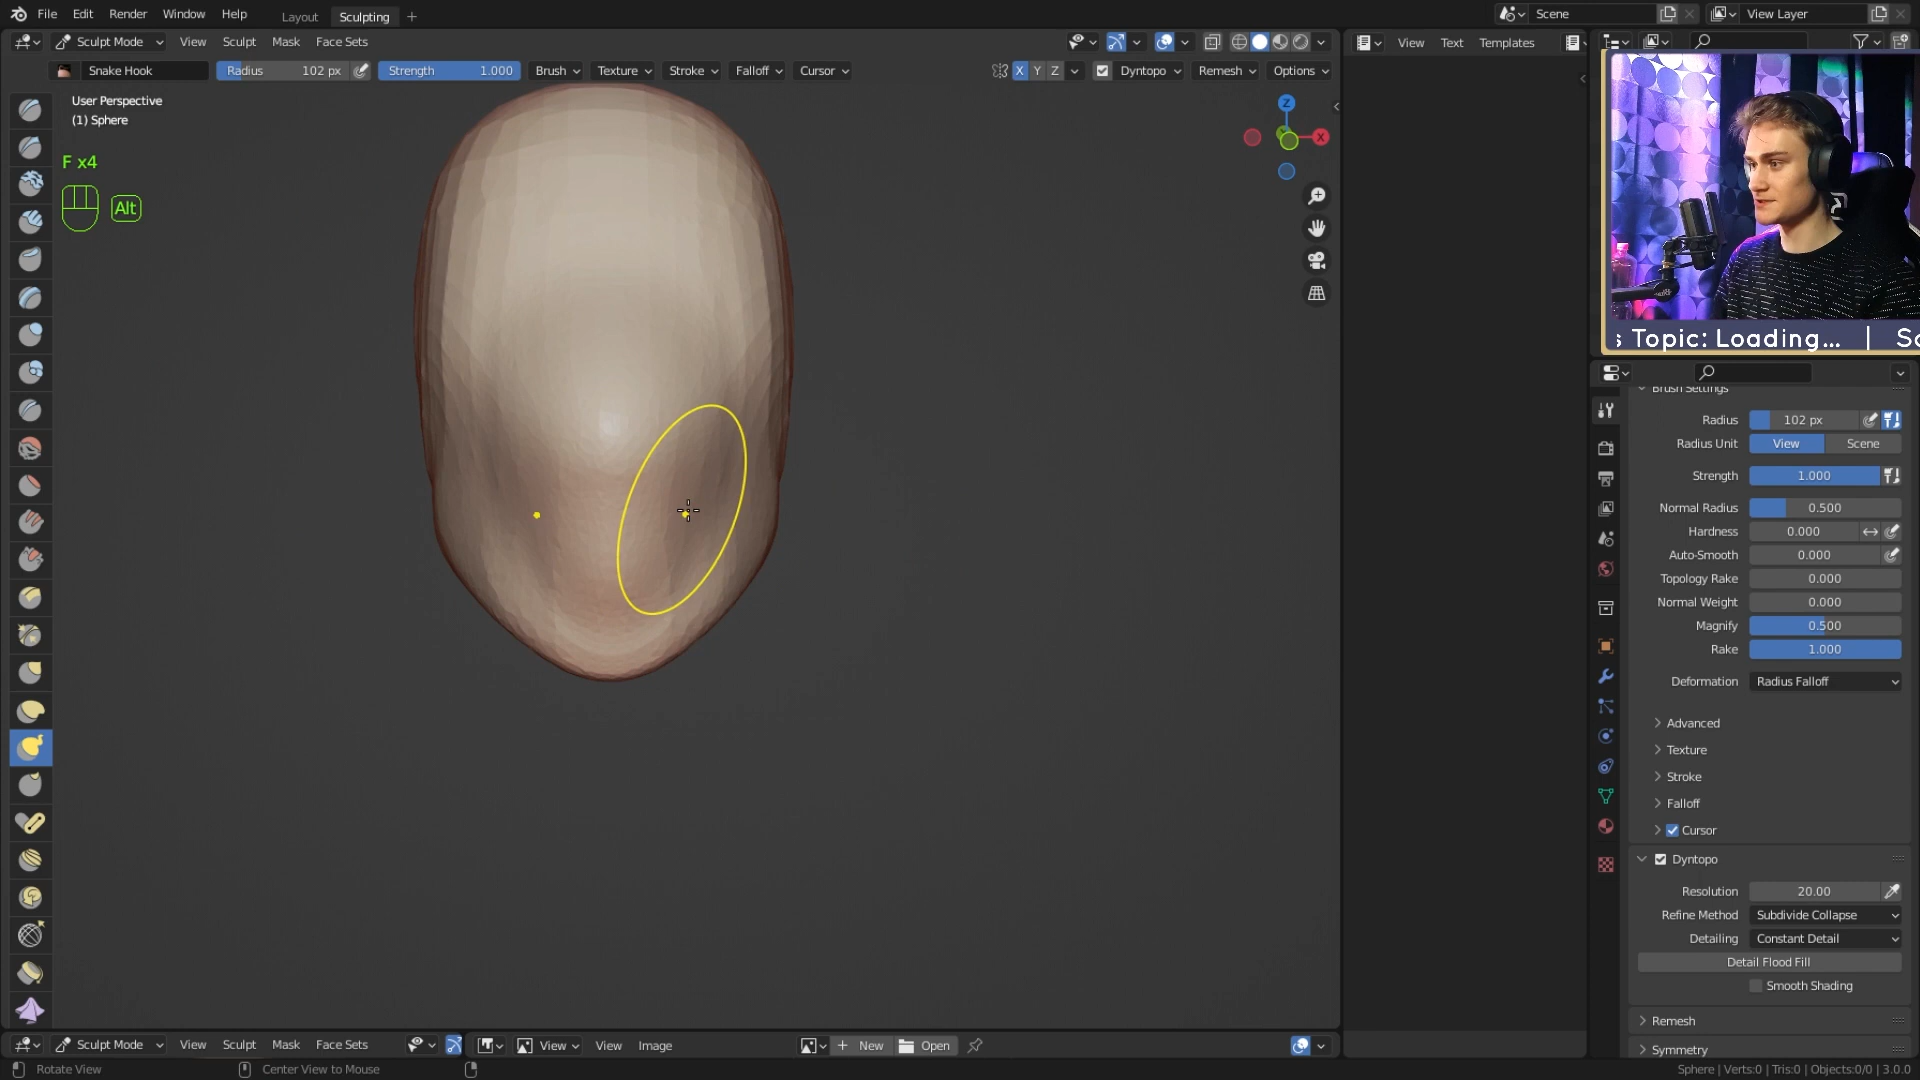 File Edit Render Window Help Layout Sculpting + Scene View Layer
Sculpt Mode View Sculpt Mask Face Sets View Text Templates
Snake Hook Radius 102 px Strength 1.000 Brush Texture Stroke Falloff Cursor X Y Z Dyntopo Remesh Options
User Perspective
(1) Sphere
Z
X
F x4
Alt
s Topic: Loading... | Sc
Brush Settings
Radius 102 px
Radius Unit View Scene
Strength 1.000
Normal Radius 0.500
Hardness 0.000
Auto-Smooth 0.000
Topology Rake 0.000
Normal Weight 0.000
Magnify 0.500
Rake 1.000
Deformation Radius Falloff
Advanced
Texture
Stroke
Falloff
Cursor
Dyntopo
Resolution 20.00
Refine Method Subdivide Collapse
Detailing Constant Detail
Detail Flood Fill
Smooth Shading
Remesh
Symmetry
Sculpt Mode View Sculpt Mask Face Sets View View Image + New Open
Rotate View Center View to Mouse Sphere | Verts:0 | Tris:0 | Objects:0/0 | 3.0.0